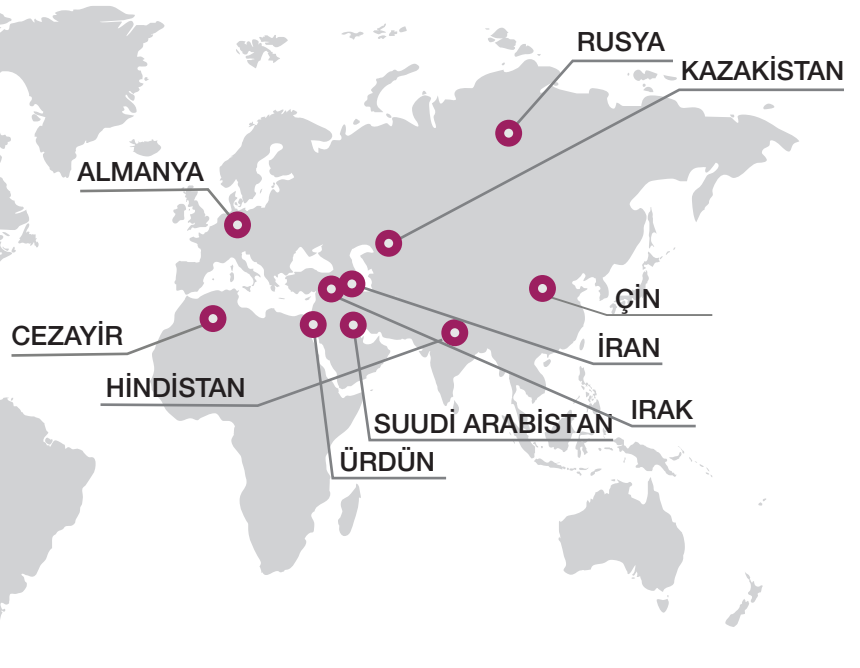 RUSYA
KAZAKİSTAN
ALMANYA
ÇİN
CEZAYİR
İRAN
HİNDİSTAN
IRAK
SUUDİ ARABİSTAN
ÜRDÜN